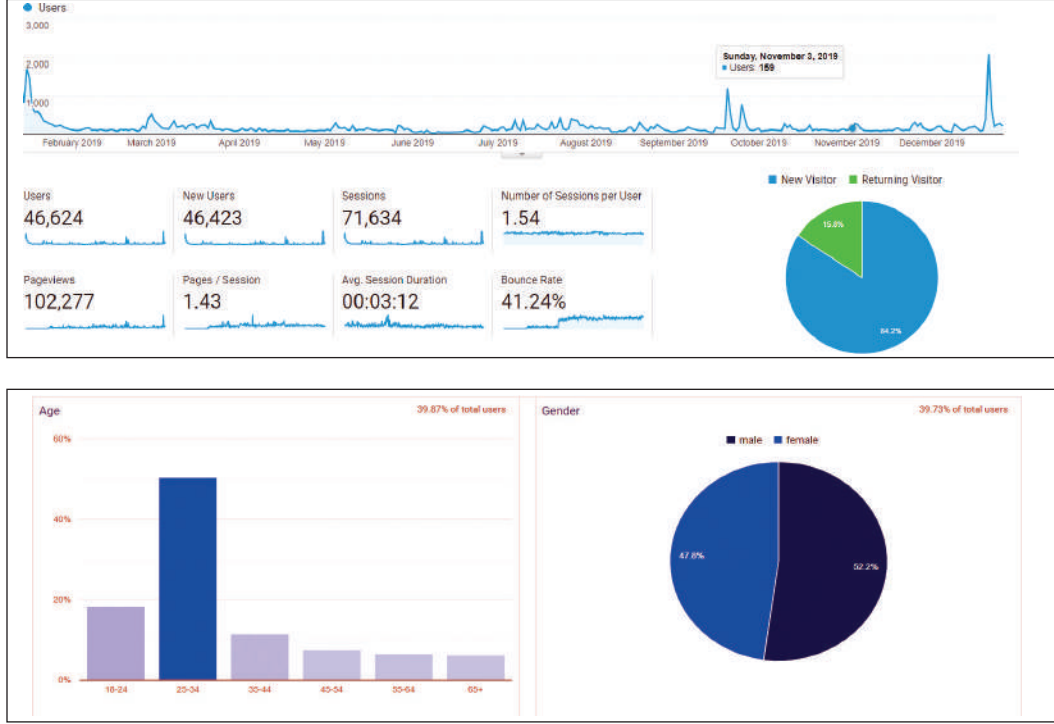 Users
3,000
2,000
1,000
Sunday, November 3, 2019
Users: 159
February 2019 March 2019 April 2019 May 2019 June 2019 July 2019 August 2019 September 2019 October 2019 November 2019 December 2019
New Visitor Returning Visitor
Users
46,624
New Users
46,423
Sessions
71,634
Number of Sessions per User
1.54
Pageviews
102,277
Pages / Session
1.43
Avg. Session Duration
00:03:12
Bounce Rate
41.24%
15.8%
84.2%
Age
39.87% of total users
60%
40%
20%
0%
18-24 25-34 35-44 45-54 55-64 65+
Gender
39.73% of total users
male female
47.8%
52.2%